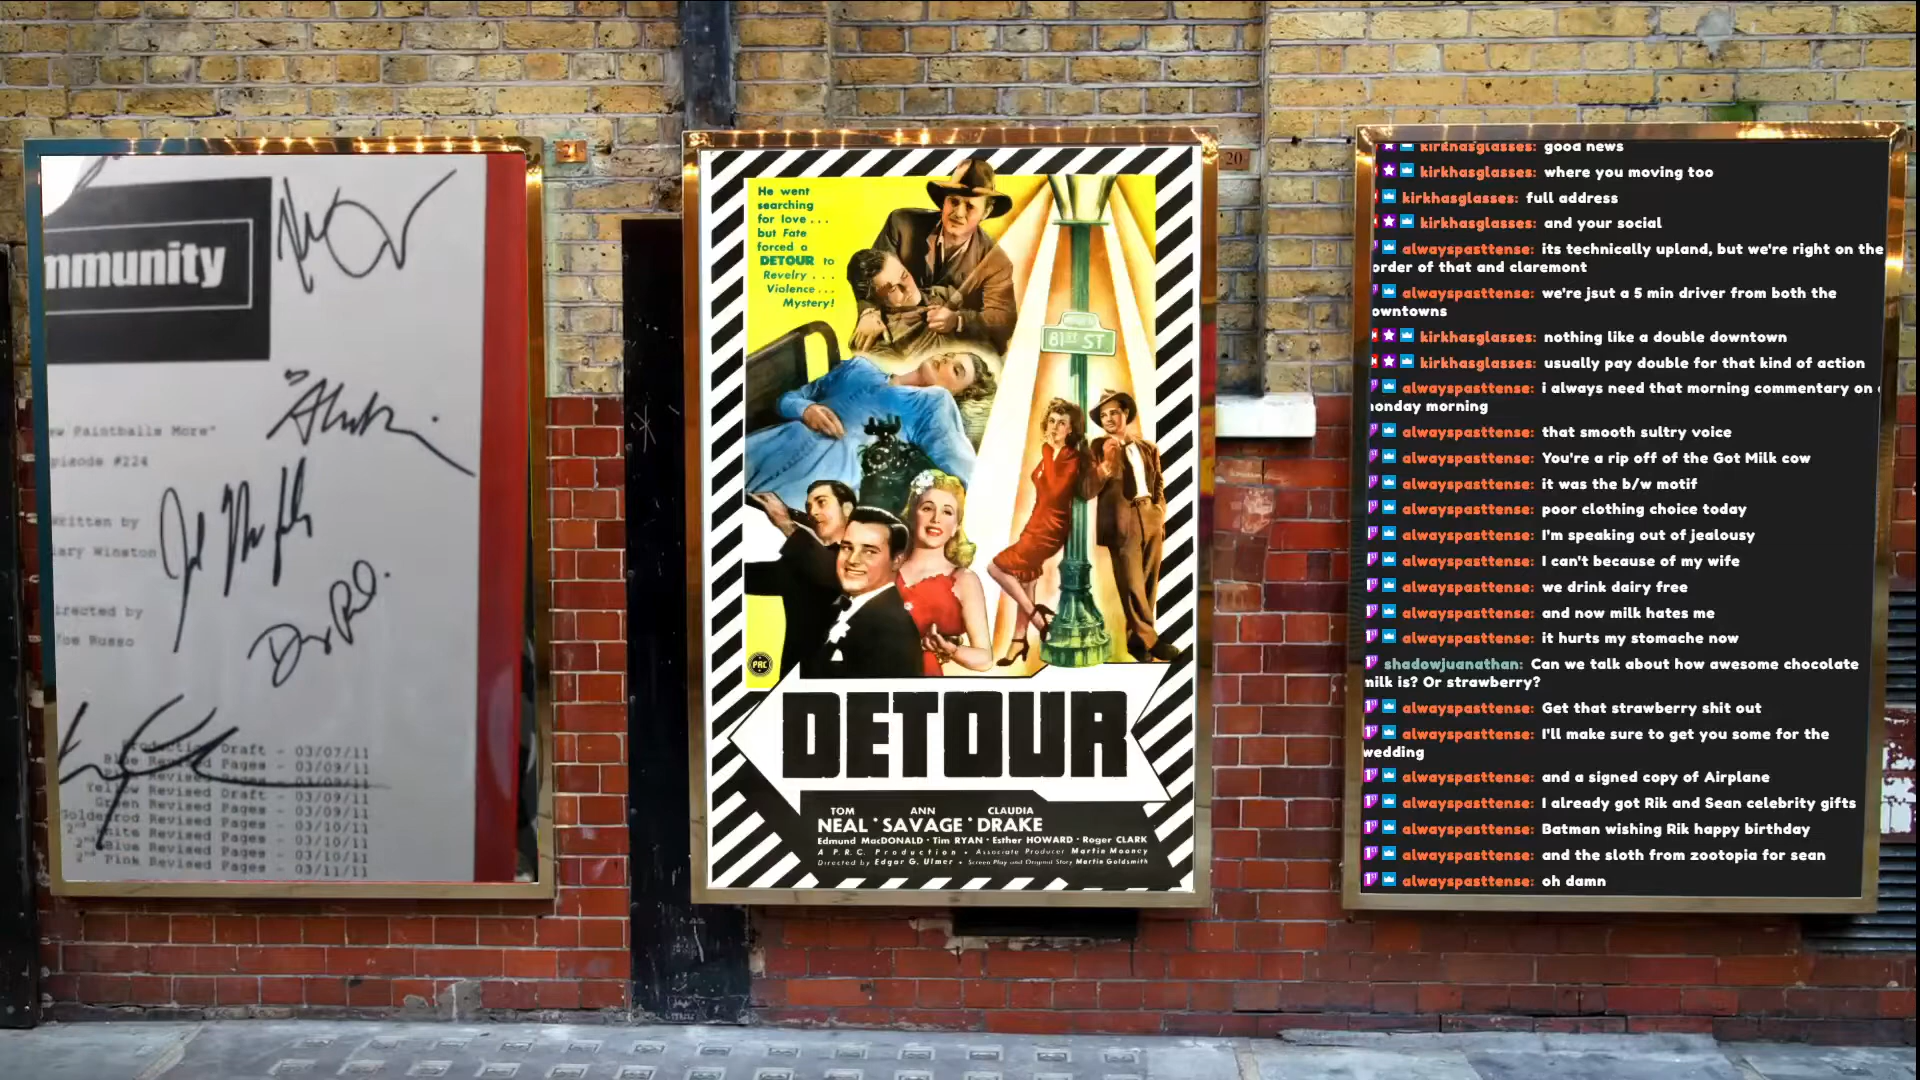 mmunity
ew Paintballs More"
pisode #224
written by
lary Winston
irected by
Joe Russo
Production Draft - 03/07/11
Blue Revised Pages - 03/09/11
Revised Pages - 03/09/11
Yellow Revised Draft - 03/09/11
Green Revised Pages - 03/09/11
Goldenrod Revised Pages - 03/10/11
2nd White Revised Pages - 03/10/11
2nd Blue Revised Pages - 03/10/11
2nd Pink Revised Pages - 03/11/11
21
20
He went
searching
for love...
but Fate
forced a
DETOUR to
Revelry...
Violence...
Mystery!
81ST ST.
PRC
DETOUR
TOM ANN CLAUDIA
NEAL * SAVAGE * DRAKE
Edmund MacDONALD · Tim RYAN · Esther HOWARD · Roger CLARK
A P.R.C. Production · Associate Producer Martin Mooney
Directed by Edgar G. Ulmer · Screen Play and Original Story Martin Goldsmith
kirkhasglasses: good news
kirkhasglasses: where you moving too
kirkhasglasses: full address
kirkhasglasses: and your social
alwayspasttense: its technically upland, but we're right on the
order of that and claremont
alwayspasttense: we're jsut a 5 min driver from both the
owntowns
kirkhasglasses: nothing like a double downtown
kirkhasglasses: usually pay double for that kind of action
alwayspasttense: i always need that morning commentary on
monday morning
alwayspasttense: that smooth sultry voice
alwayspasttense: You're a rip off of the Got Milk cow
alwayspasttense: it was the b/w motif
alwayspasttense: poor clothing choice today
alwayspasttense: I'm speaking out of jealousy
alwayspasttense: I can't because of my wife
alwayspasttense: we drink dairy free
alwayspasttense: and now milk hates me
alwayspasttense: it hurts my stomache now
shadowjuanathan: Can we talk about how awesome chocolate
milk is? Or strawberry?
alwayspasttense: Get that strawberry shit out
alwayspasttense: I'll make sure to get you some for the
wedding
alwayspasttense: and a signed copy of Airplane
alwayspasttense: I already got Rik and Sean celebrity gifts
alwayspasttense: Batman wishing Rik happy birthday
alwayspasttense: and the sloth from zootopia for sean
alwayspasttense: oh damn